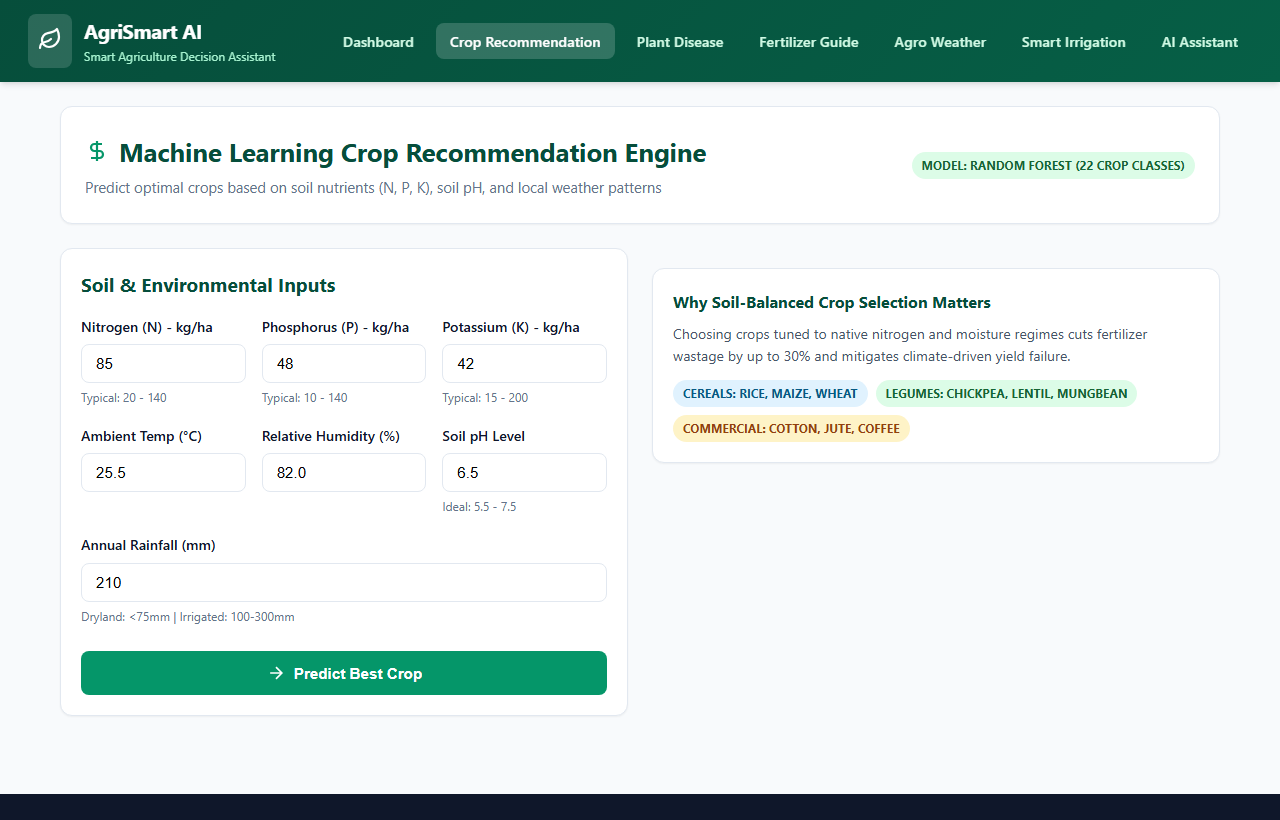 AgriSmart AI
Smart Agriculture Decision Assistant
Dashboard
Crop Recommendation
Plant Disease
Fertilizer Guide
Agro Weather
Smart Irrigation
AI Assistant
Machine Learning Crop Recommendation Engine
Predict optimal crops based on soil nutrients (N, P, K), soil pH, and local weather patterns
MODEL: RANDOM FOREST (22 CROP CLASSES)
Soil & Environmental Inputs
Nitrogen (N) - kg/ha
85
Typical: 20 - 140
Phosphorus (P) - kg/ha
48
Typical: 10 - 140
Potassium (K) - kg/ha
42
Typical: 15 - 200
Ambient Temp (°C)
25.5
Relative Humidity (%)
82.0
Soil pH Level
6.5
Ideal: 5.5 - 7.5
Annual Rainfall (mm)
210
Dryland: <75mm | Irrigated: 100-300mm
Predict Best Crop
Why Soil-Balanced Crop Selection Matters
Choosing crops tuned to native nitrogen and moisture regimes cuts fertilizer
wastage by up to 30% and mitigates climate-driven yield failure.
CEREALS: RICE, MAIZE, WHEAT
LEGUMES: CHICKPEA, LENTIL, MUNGBEAN
COMMERCIAL: COTTON, JUTE, COFFEE